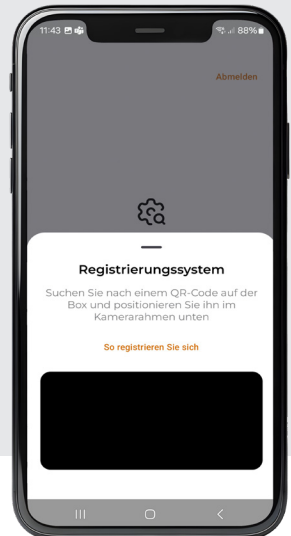 11:43 88%
Abmelden
Registrierungssystem
Suchen Sie nach einem QR-Code auf der
Box und positionieren Sie ihn im
Kamerarahmen unten
So registrieren Sie sich